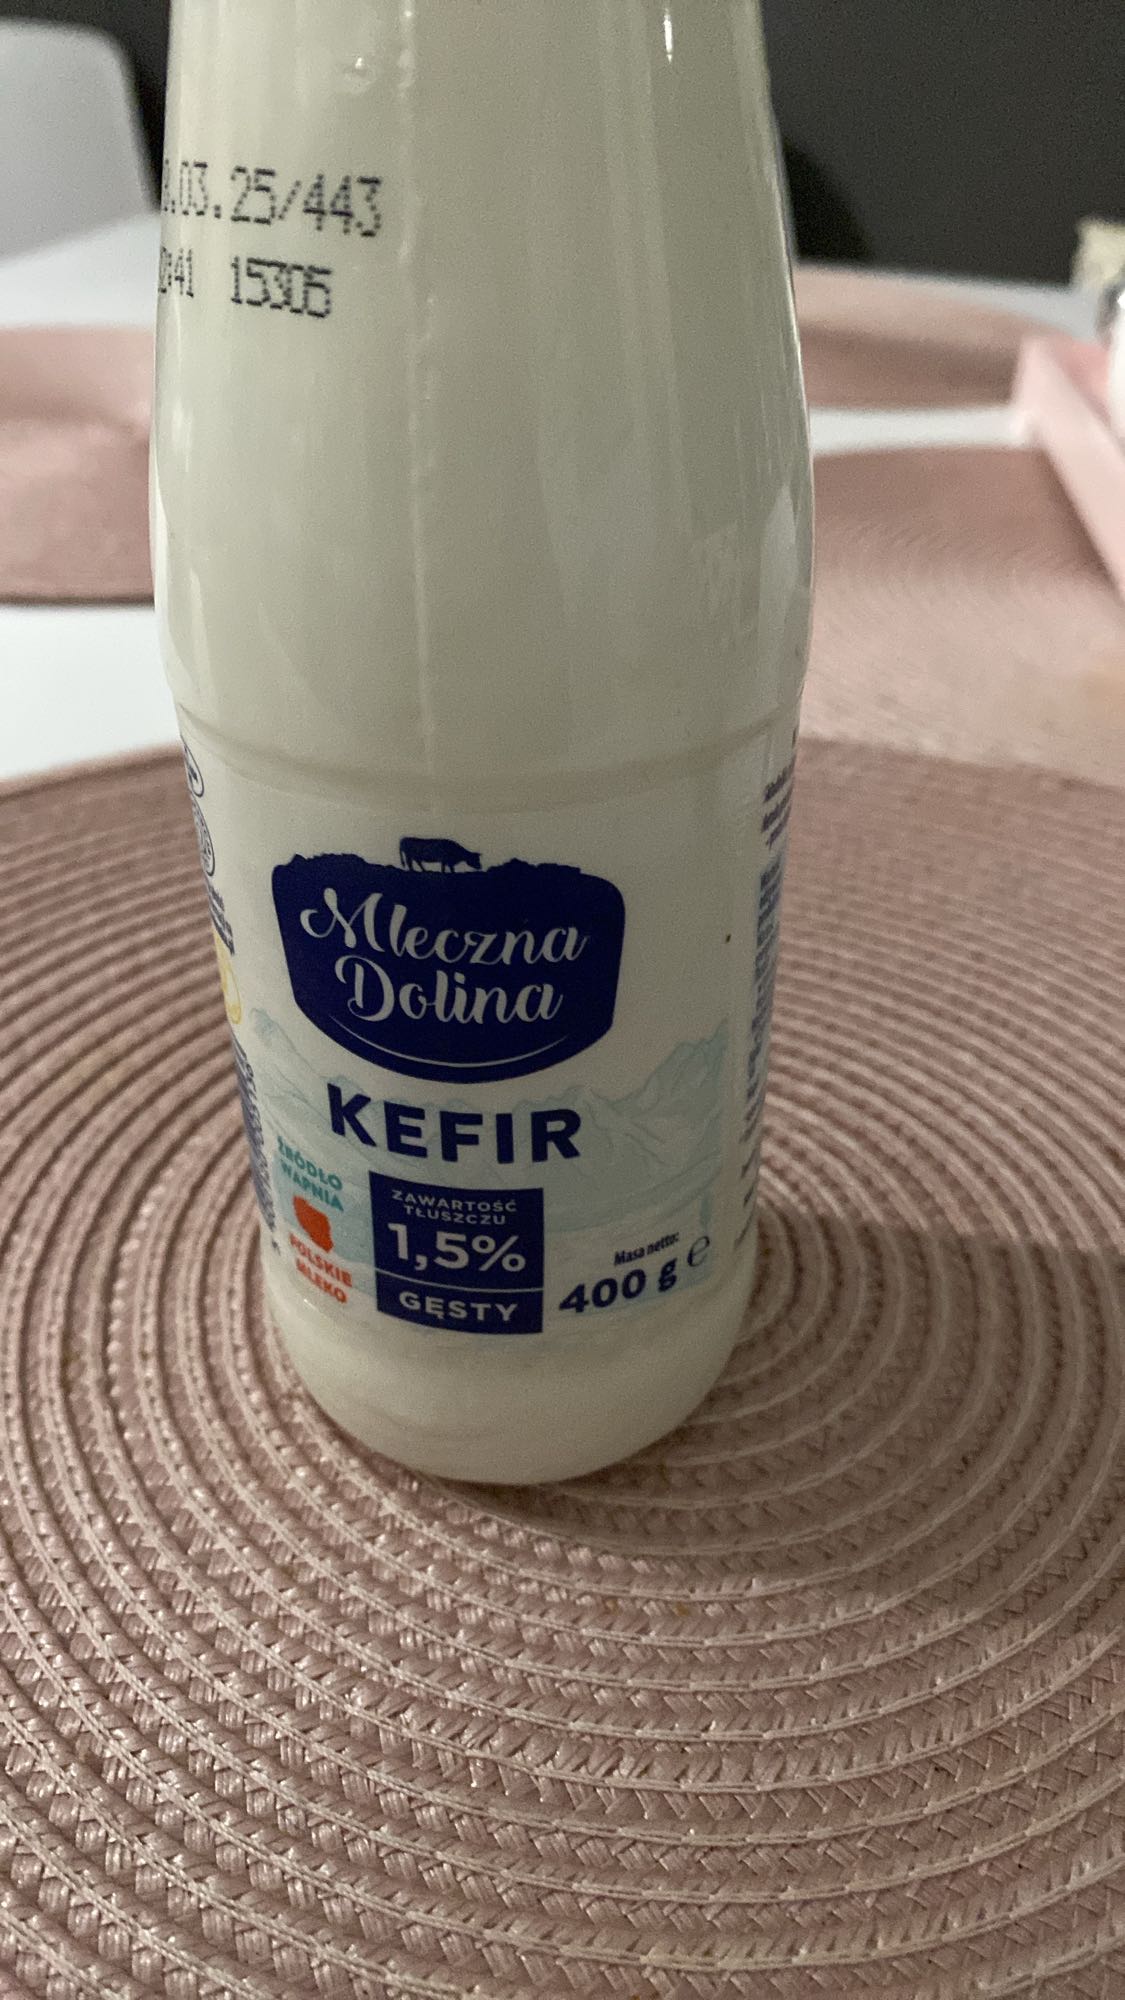 .03.25/443
:41 15305
Mleczna
Dolina
KEFIR
ŹRÓDŁO
WAPNIA
POLSKIE
MLEKO
ZAWARTOŚĆ
TŁUSZCZU
1,5%
GĘSTY
Masa netto:
400 g e